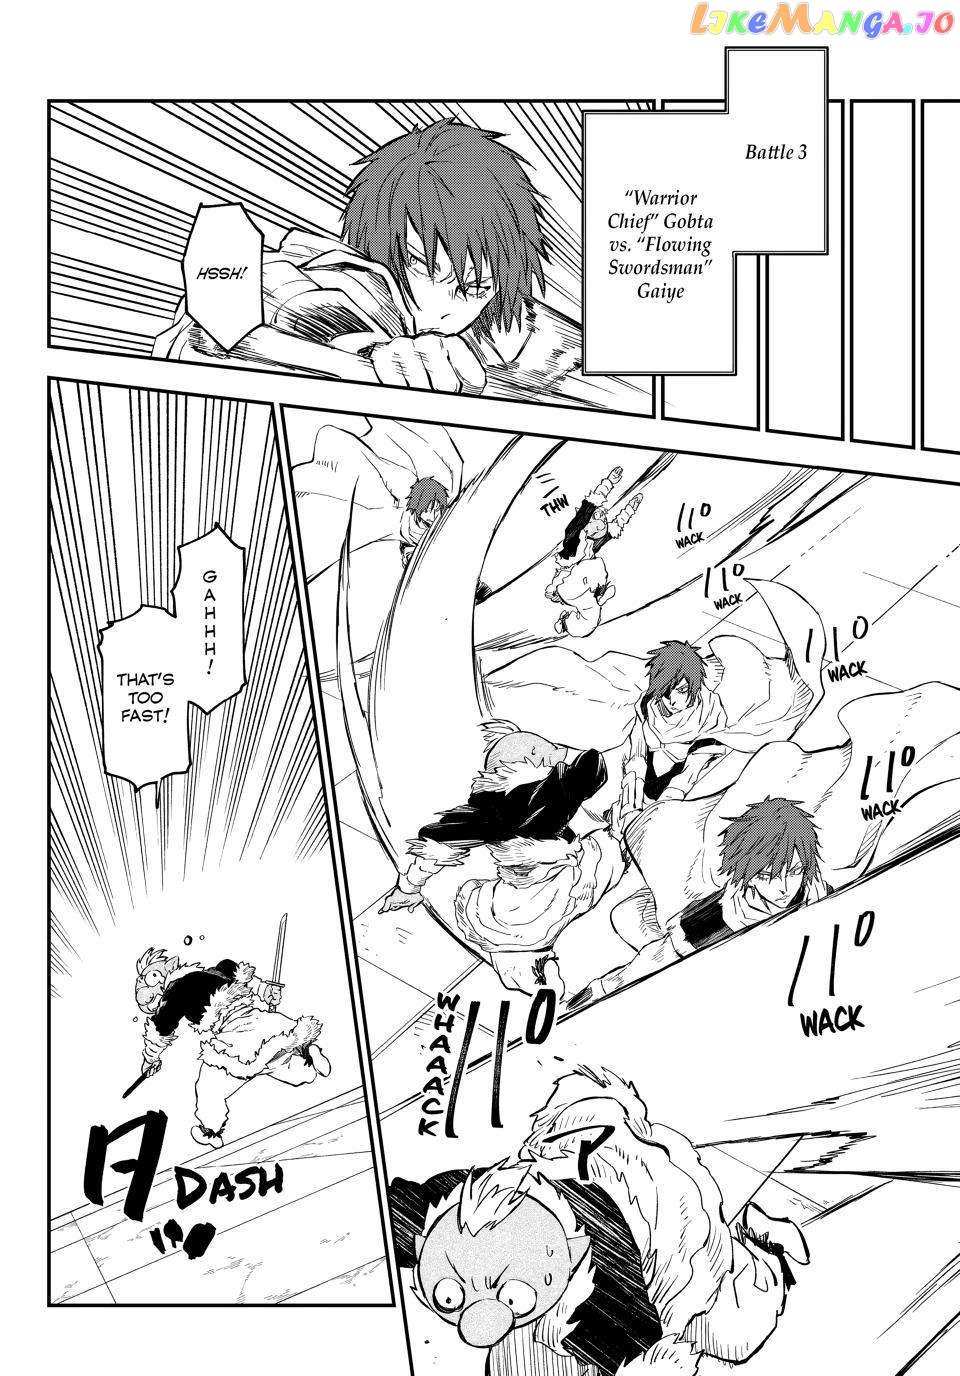 LIKEMANGA.IO
Battle 3
"Warrior
Chief" Gobta
vs. "Flowing
Swordsman"
Gaiye
HSSH!
THW
WACK
WACK
WACK
WACK
WACK
WHAAACK
GAHHH!
THAT'S
TOO
FAST!
DASH